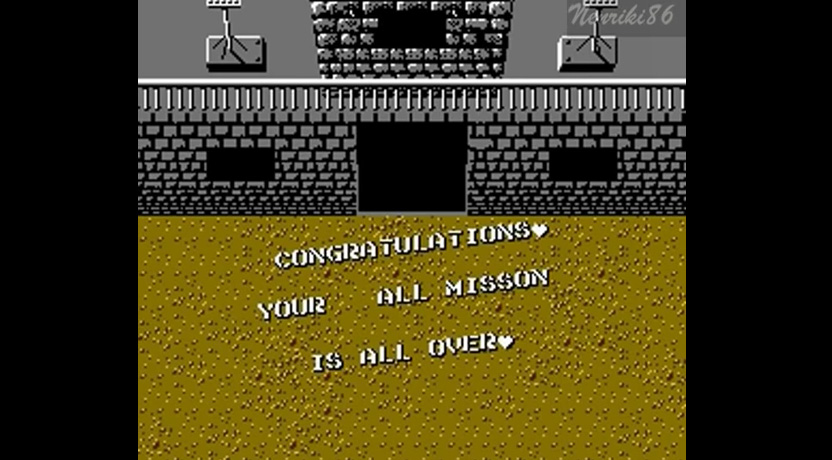 Nenriki86
CONGRATULATIONS♥
YOUR ALL MISSON
IS ALL OVER♥